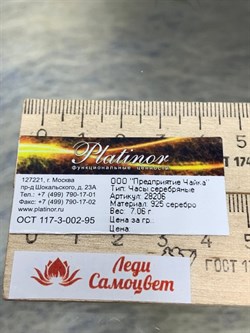 Platinor
функциональные ценности
127221, г. Москва
пр-д Шокальского, д. 23А
Тел.: +7 (499) 790-17-01
Факс: +7 (499) 790-17-02
www.platinor.ru
ОСТ 117-3-002-95
ООО "Предприятие Чайка"
Тип: Часы серебряные
Артикул: 28206
Материал: 925 серебро
Вес: 7.06 г
Цена за гр.
Цена:
Леди
Самоцвет
ГОСТ 17